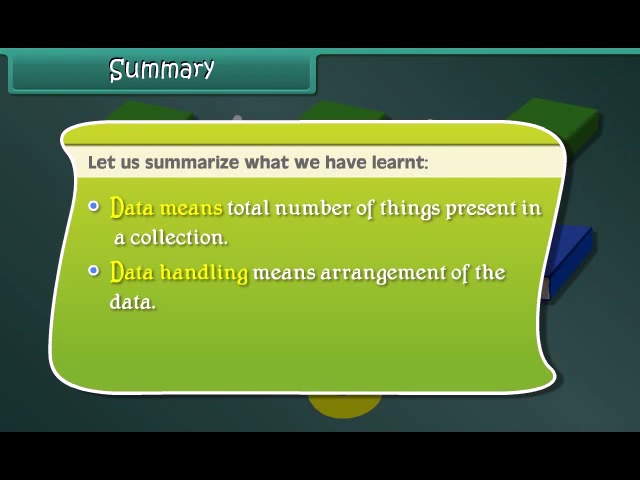 Summary
Let us summarize what we have learnt:
Data means total number of things present in
a collection.
Data handling means arrangement of the
data.